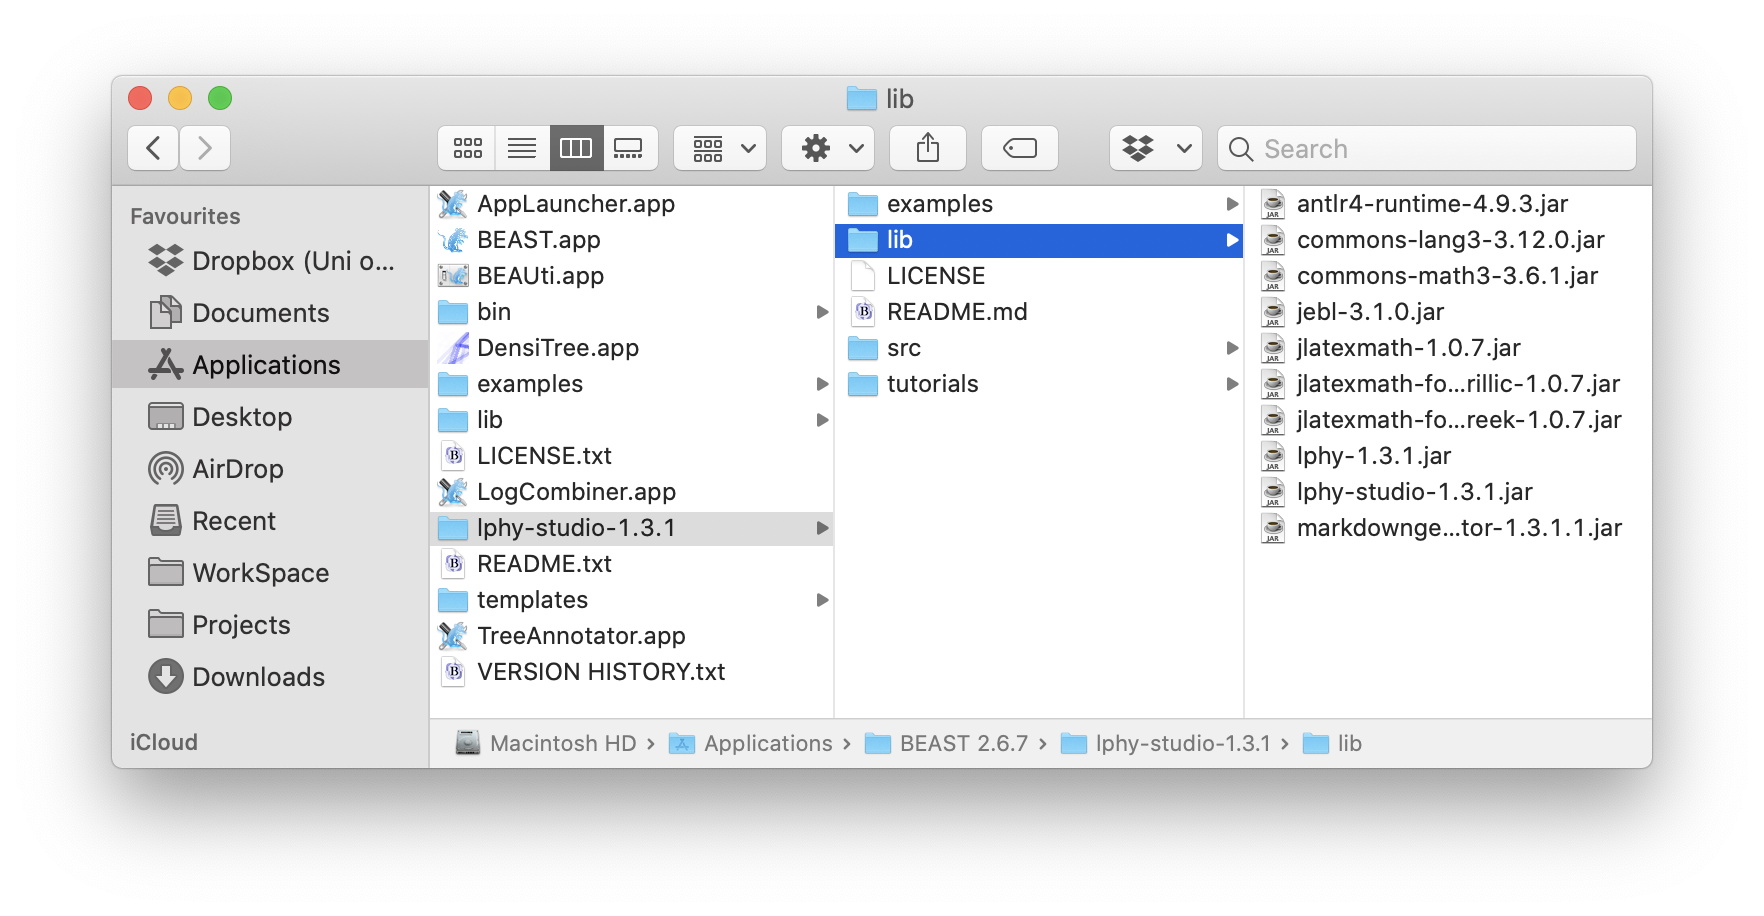 lib
Search
Favourites
Dropbox (Uni o...
Documents
Applications
Desktop
AirDrop
Recent
WorkSpace
Projects
Downloads
iCloud
AppLauncher.app
BEAST.app
BEAUti.app
bin
DensiTree.app
examples
lib
LICENSE.txt
LogCombiner.app
lphy-studio-1.3.1
README.txt
templates
TreeAnnotator.app
VERSION HISTORY.txt
examples
lib
LICENSE
README.md
src
tutorials
antlr4-runtime-4.9.3.jar
commons-lang3-3.12.0.jar
commons-math3-3.6.1.jar
jebl-3.1.0.jar
jlatexmath-1.0.7.jar
jlatexmath-fo...rillic-1.0.7.jar
jlatexmath-fo...reek-1.0.7.jar
lphy-1.3.1.jar
lphy-studio-1.3.1.jar
markdownge...tor-1.3.1.1.jar
Macintosh HD › Applications › BEAST 2.6.7 › lphy-studio-1.3.1 › lib